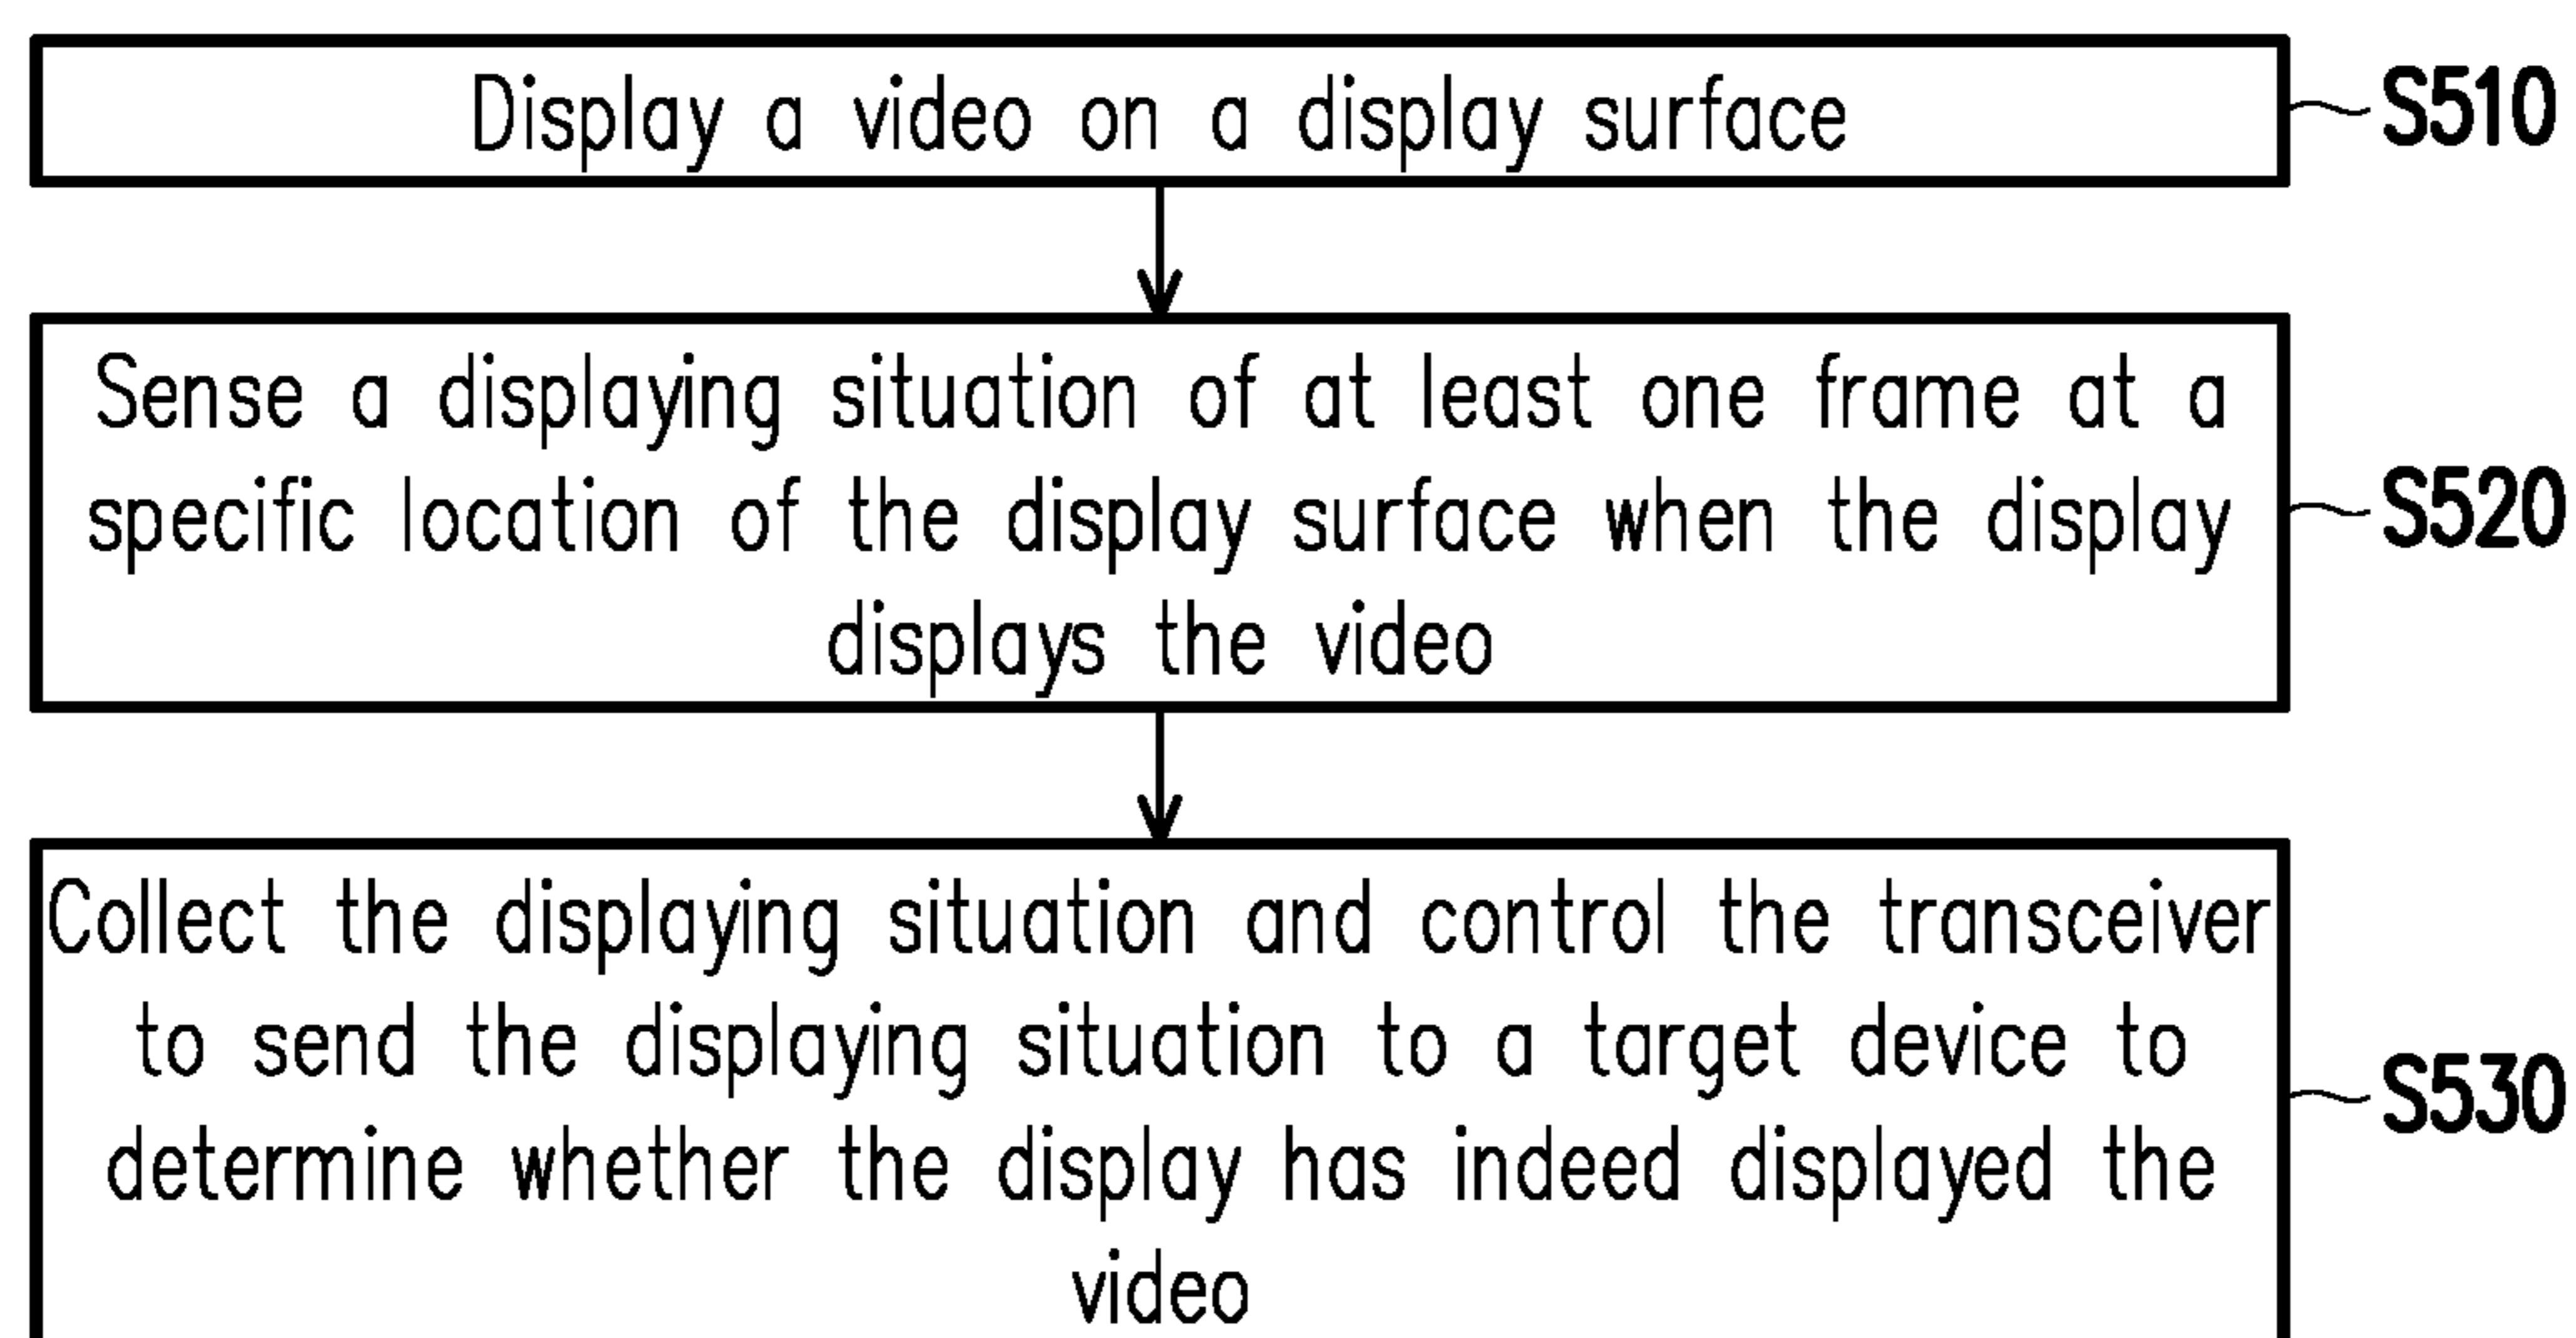 Display a video on a display surface
S510
Sense a displaying situation of at least one frame at a
specific location of the display surface when the display
displays the video
S520
Collect the displaying situation and control the transceiver
to send the displaying situation to a target device to
determine whether the display has indeed displayed the
video
S530